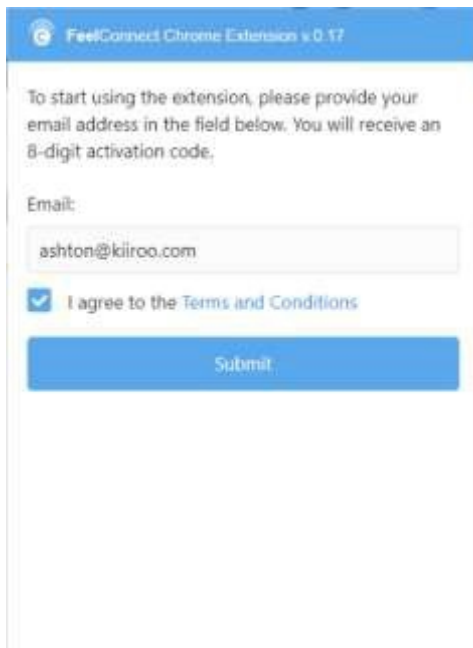 FeelConnect Chrome Extension v 0.17
To start using the extension, please provide your
email address in the field below. You will receive an
8-digit activation code.
Email:
ashton@kiiroo.com
I agree to the Terms and Conditions
Submit